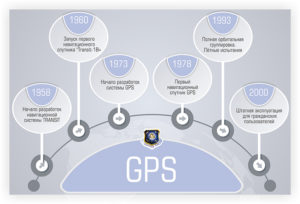 1958
Начало разработок
навигационной
системы TRANSIT
1960
Запуск первого
навигационного
спутника "Transit-1B"
1973
Начало разработок
системы GPS
1978
Первый
навигационный
спутник GPS
1993
Полная орбитальная
группировка
Лётные испытания
2000
Штатная эксплуатация
для гражданских
пользователей
GPS